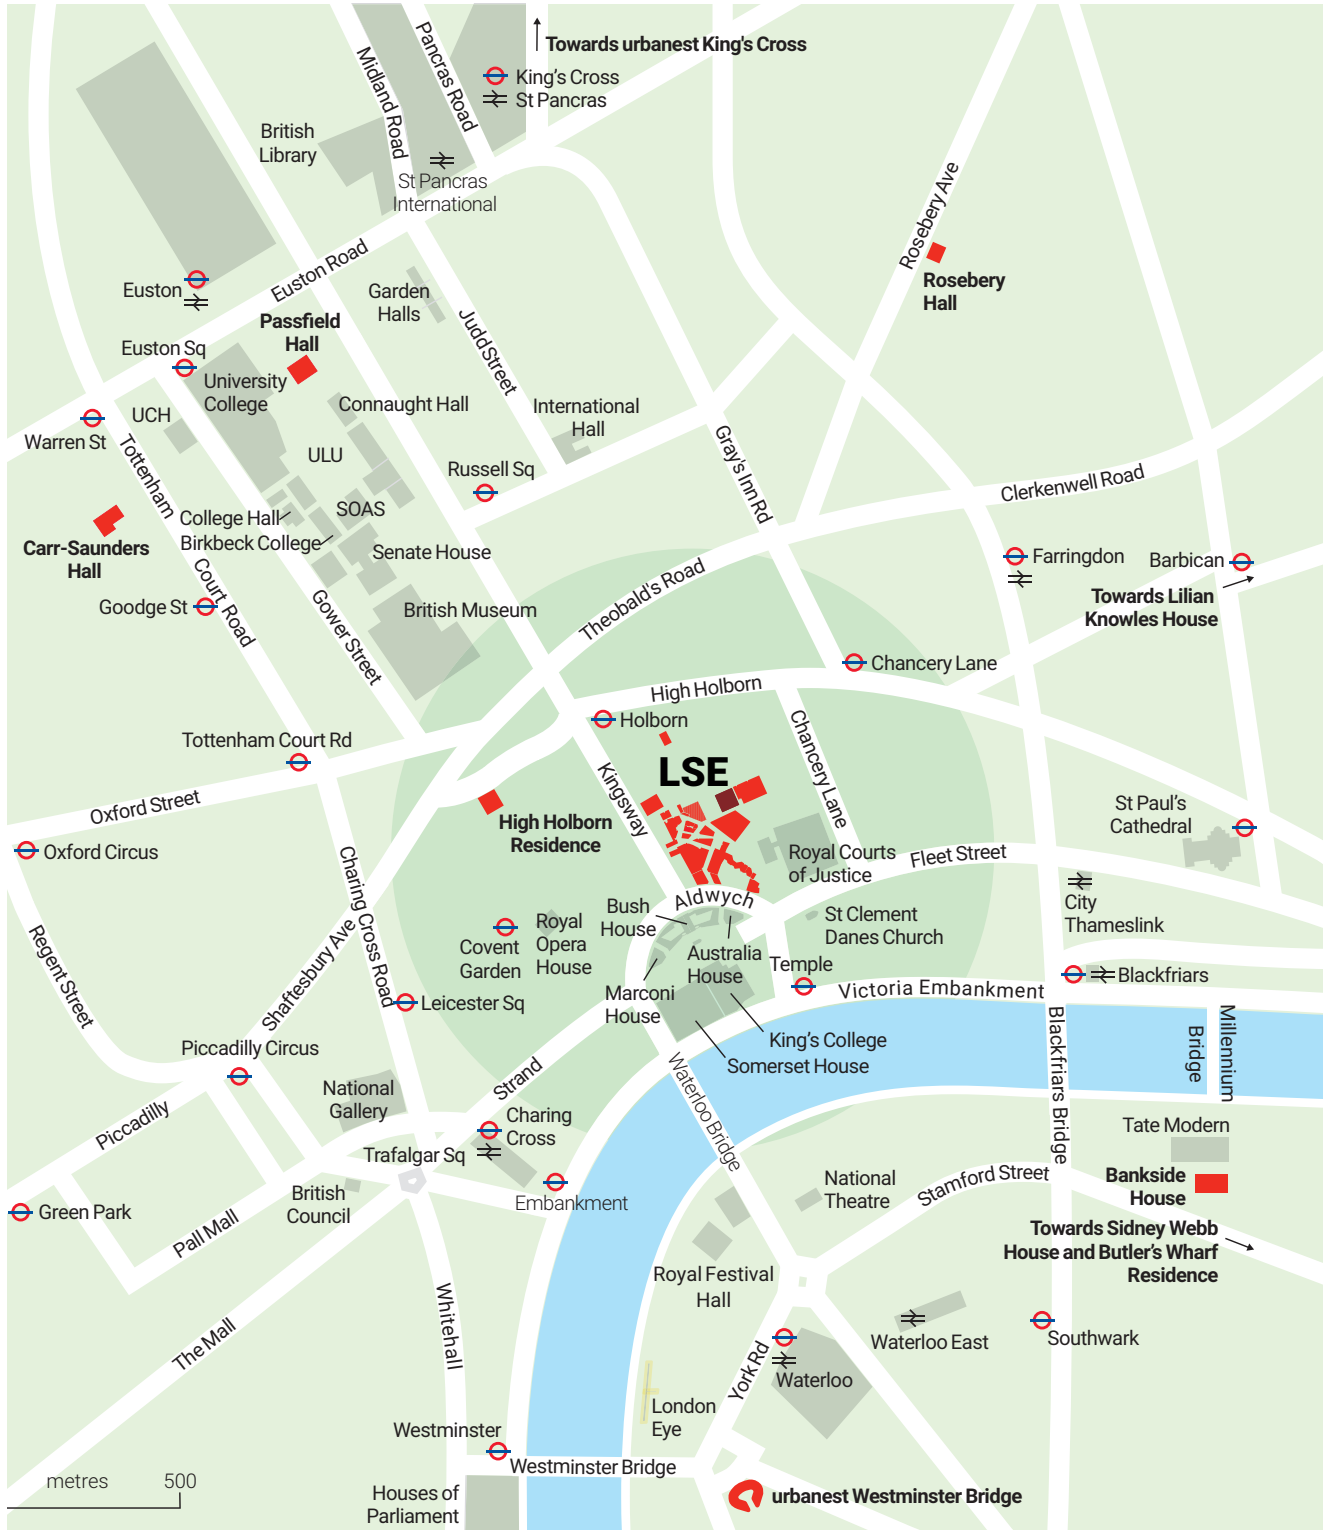 Towards urbanest King's Cross
King's Cross
St Pancras
Pancras Road
Midland Road
British
Library
St Pancras
International
Rosebery Ave
Rosebery
Hall
Euston Road
Euston
Garden
Halls
Passfield
Hall
Judd Street
Euston Sq
University
College
Connaught Hall
International
Hall
UCH
Warren St
Tottenham
Court Road
ULU
Russell Sq
Gray's Inn Rd
Clerkenwell Road
SOAS
College Hall
Birkbeck College
Senate House
Carr-Saunders
Hall
Farringdon
Barbican
Towards Lilian
Knowles House
Goodge St
Gower Street
British Museum
Theobald's Road
Chancery Lane
High Holborn
Holborn
Chancery Lane
Tottenham Court Rd
LSE
Kingsway
Oxford Street
High Holborn
Residence
St Paul's
Cathedral
Oxford Circus
Charing Cross Road
Royal Courts
of Justice
Fleet Street
Aldwych
City
Thameslink
Bush
House
Royal
Opera
House
St Clement
Danes Church
Covent
Garden
Australia
House
Temple
Regent Street
Shaftesbury Ave
Blackfriars
Marconi
House
Victoria Embankment
Leicester Sq
King's College
Somerset House
Blackfriars Bridge
Millennium
Bridge
Piccadilly Circus
Strand
Waterloo Bridge
National
Gallery
Piccadilly
Charing
Cross
Trafalgar Sq
Tate Modern
Bankside
House
Stamford Street
National
Theatre
Embankment
British
Council
Green Park
Pall Mall
Towards Sidney Webb
House and Butler's Wharf
Residence
Royal Festival
Hall
Whitehall
The Mall
Waterloo East
Southwark
York Rd
Waterloo
London
Eye
Westminster
Westminster Bridge
metres 500
Houses of
Parliament
urbanest Westminster Bridge